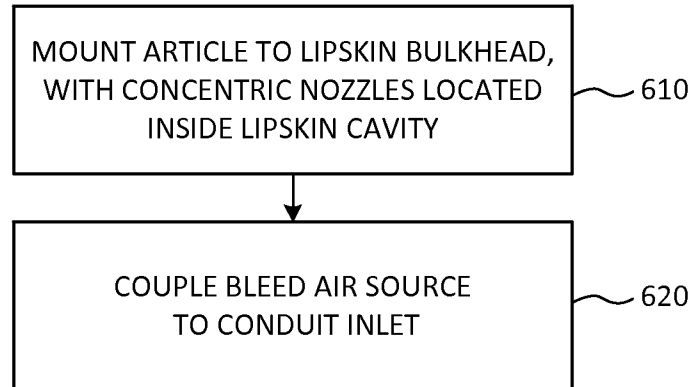 MOUNT ARTICLE TO LIPSKIN BULKHEAD,
WITH CONCENTRIC NOZZLES LOCATED
INSIDE LIPSKIN CAVITY
610
COUPLE BLEED AIR SOURCE
TO CONDUIT INLET
620